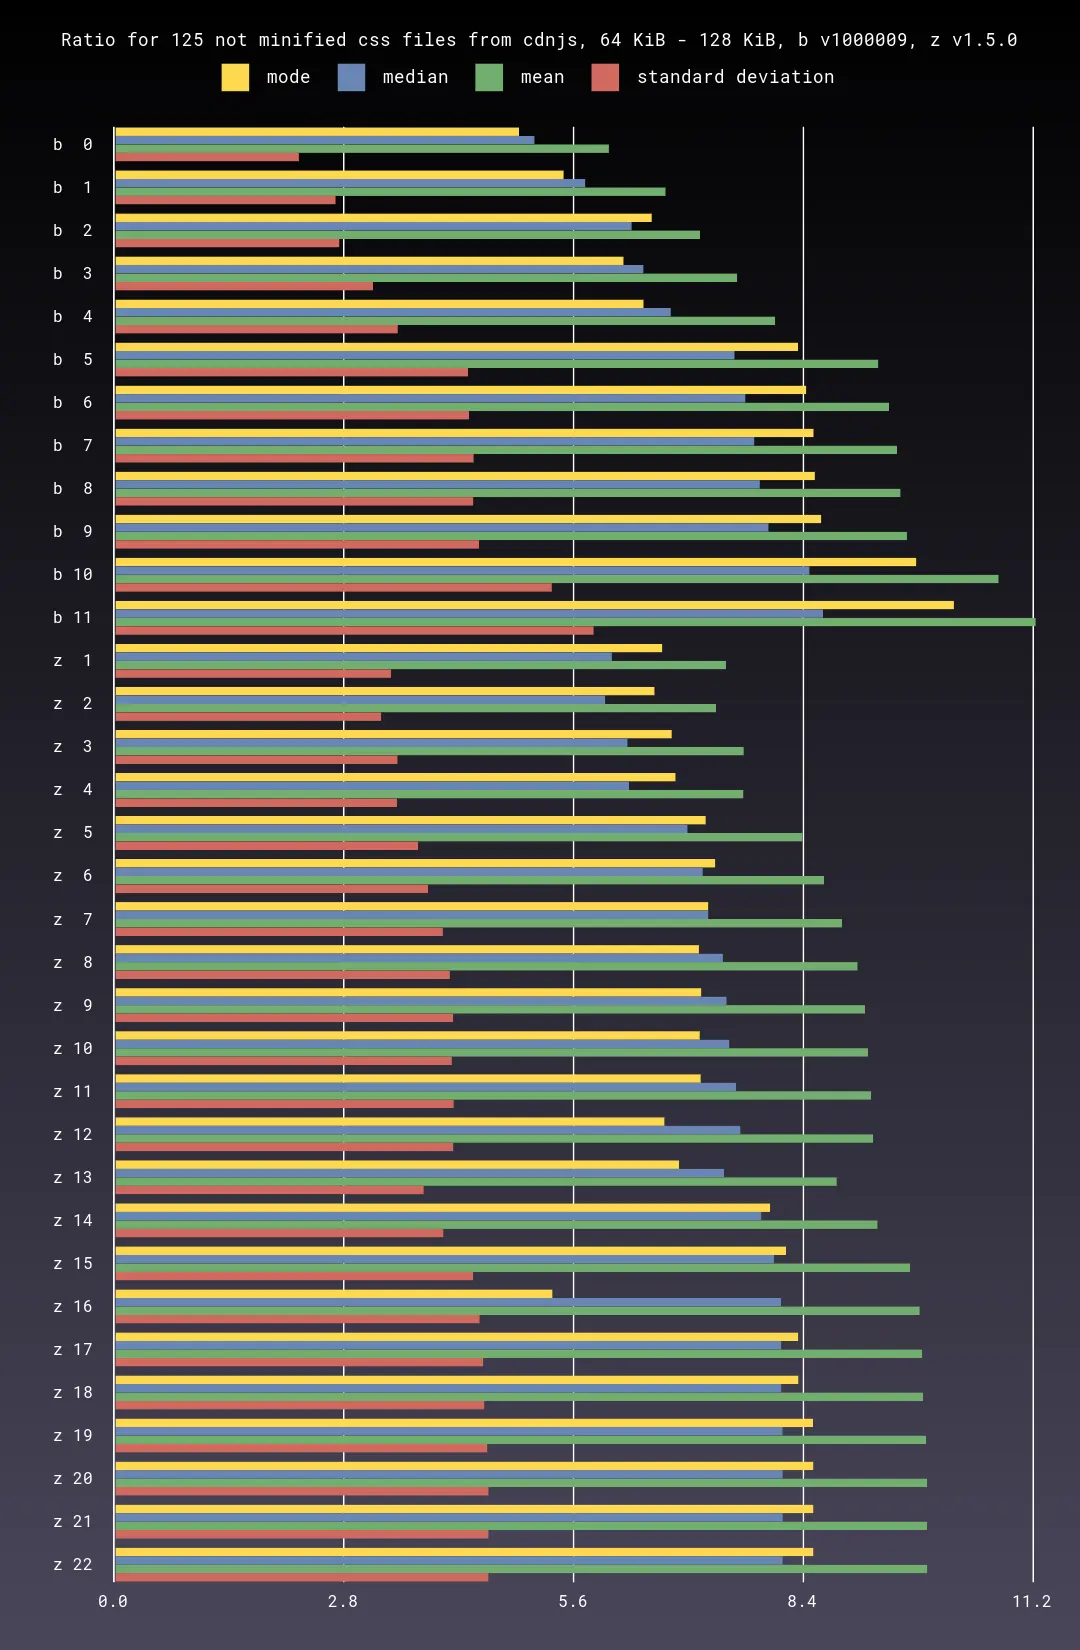 Ratio for 125 not minified css files from cdnjs, 64 KiB - 128 KiB, b v1000009, z v1.5.0
mode median mean standard deviation
b 0
b 1
b 2
b 3
b 4
b 5
b 6
b 7
b 8
b 9
b 10
b 11
z 1
z 2
z 3
z 4
z 5
z 6
z 7
z 8
z 9
z 10
z 11
z 12
z 13
z 14
z 15
z 16
z 17
z 18
z 19
z 20
z 21
z 22
0.0 2.8 5.6 8.4 11.2